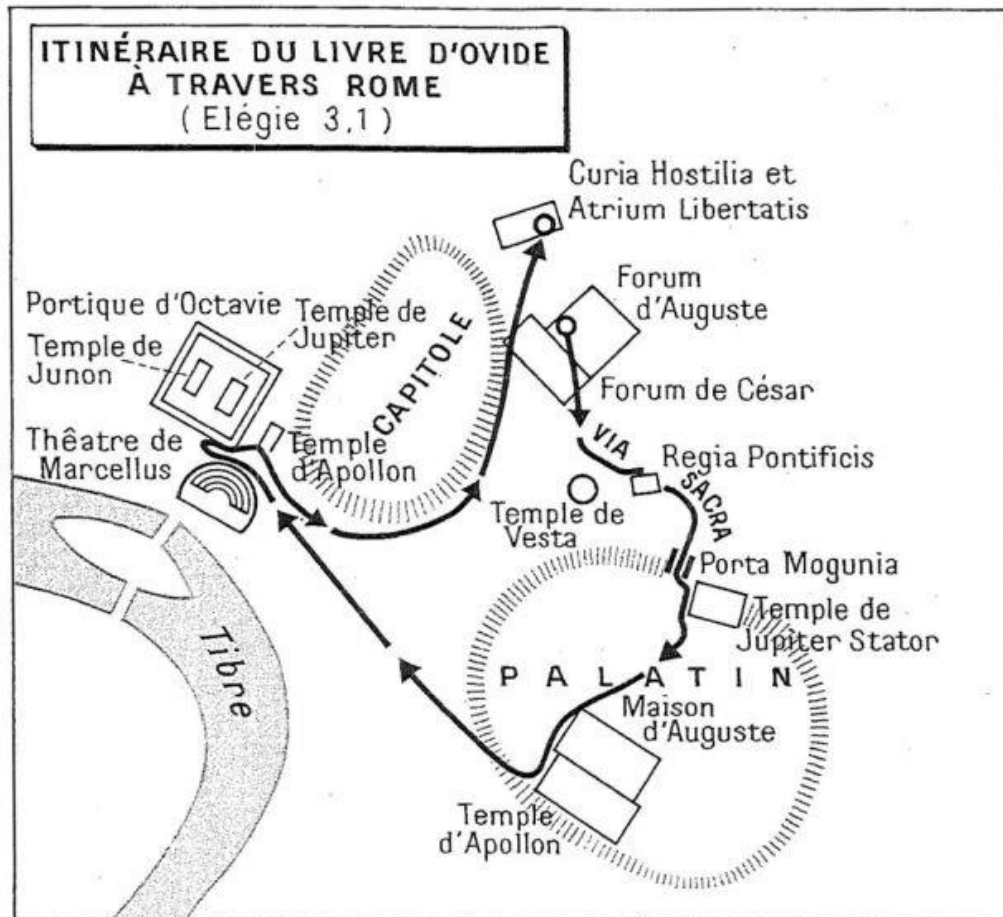 ITINÉRAIRE DU LIVRE D'OVIDE
À TRAVERS ROME
(Elégie 3,1)
Curia Hostilia et
Atrium Libertatis
Forum
d'Auguste
Portique d'Octavie
Temple de
Jupiter
Temple de
Junon
CAPITOLE
Forum de César
Thêatre de
Marcellus
Temple
d'Apollon
VIA
SACRA
Regia Pontificis
Temple de
Vesta
Porta Mogunia
Temple de
Jupiter Stator
Tibre
PALATIN
Maison
d'Auguste
Temple
d'Apollon